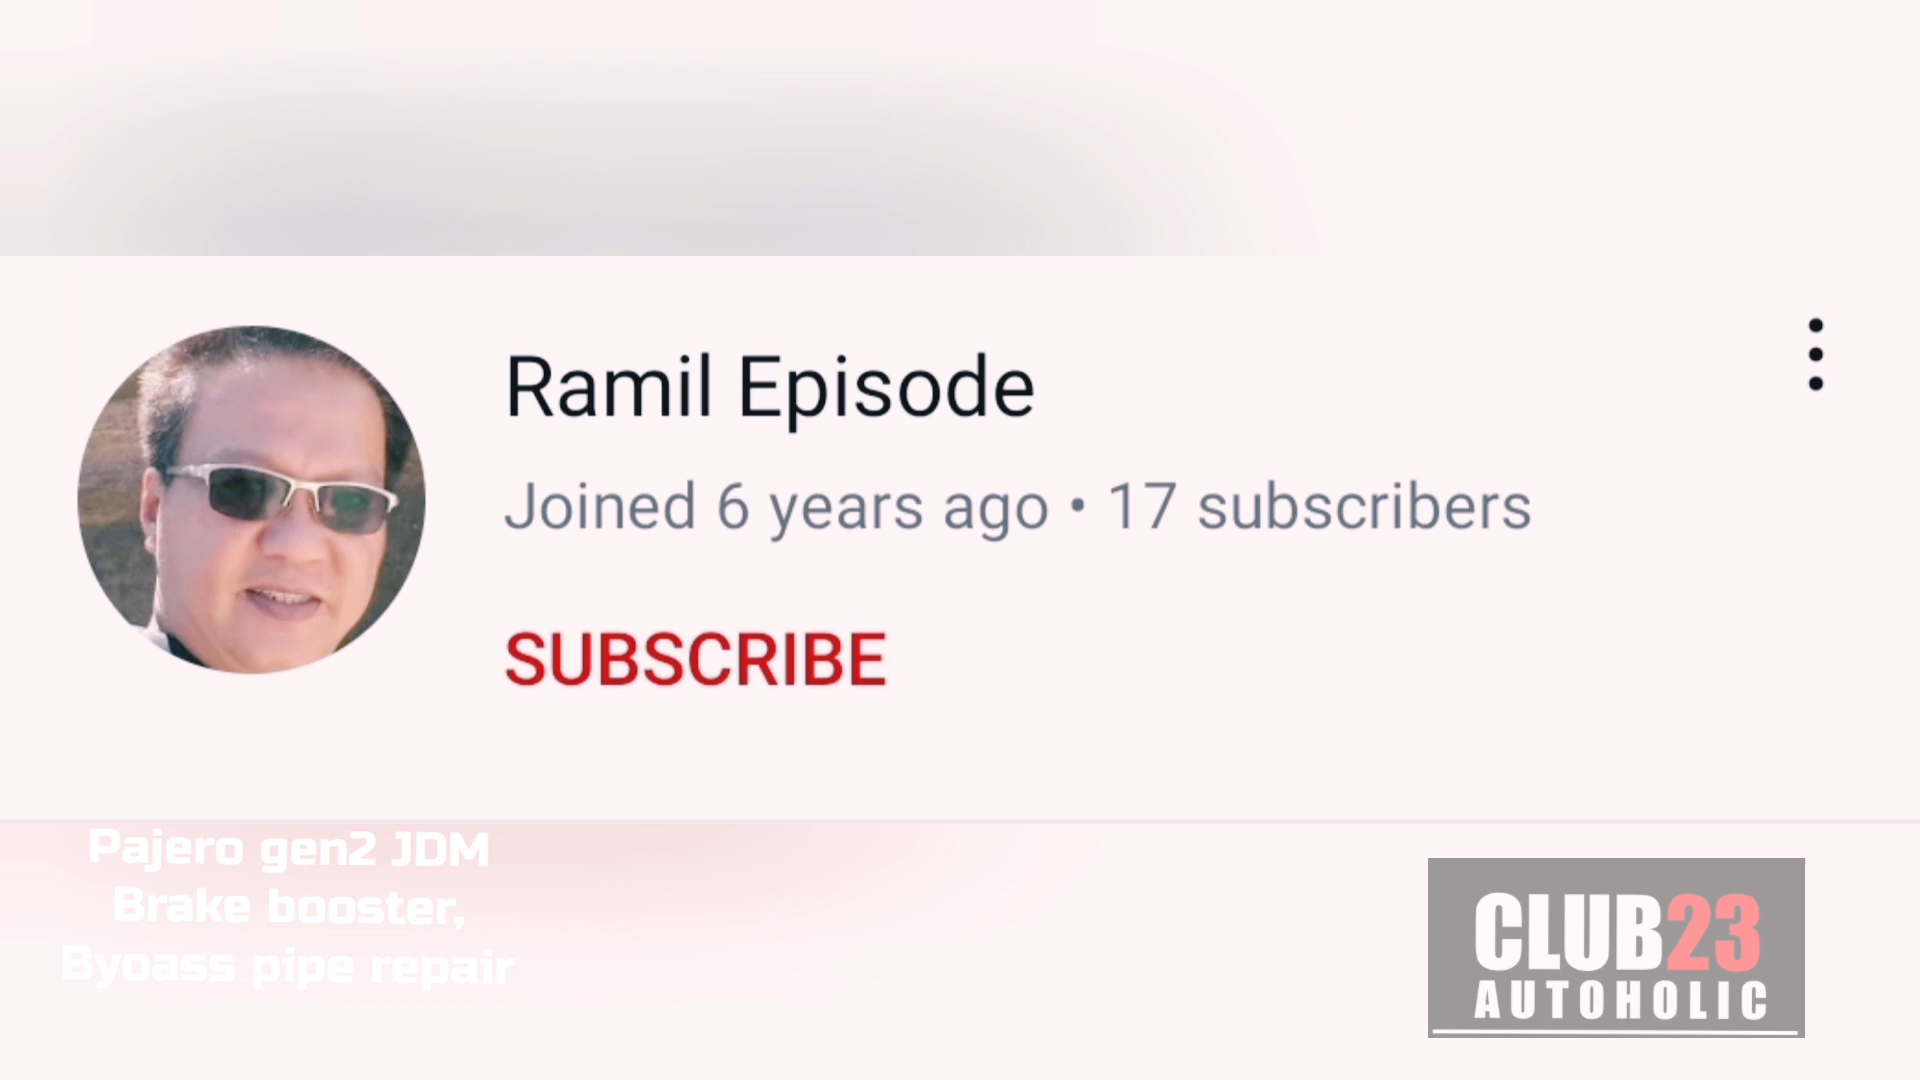 Ramil Episode
Joined 6 years ago • 17 subscribers
SUBSCRIBE
Pajero gen2 JDM
Brake booster,
Byoass pipe repair
CLUB23
AUTOHOLIC